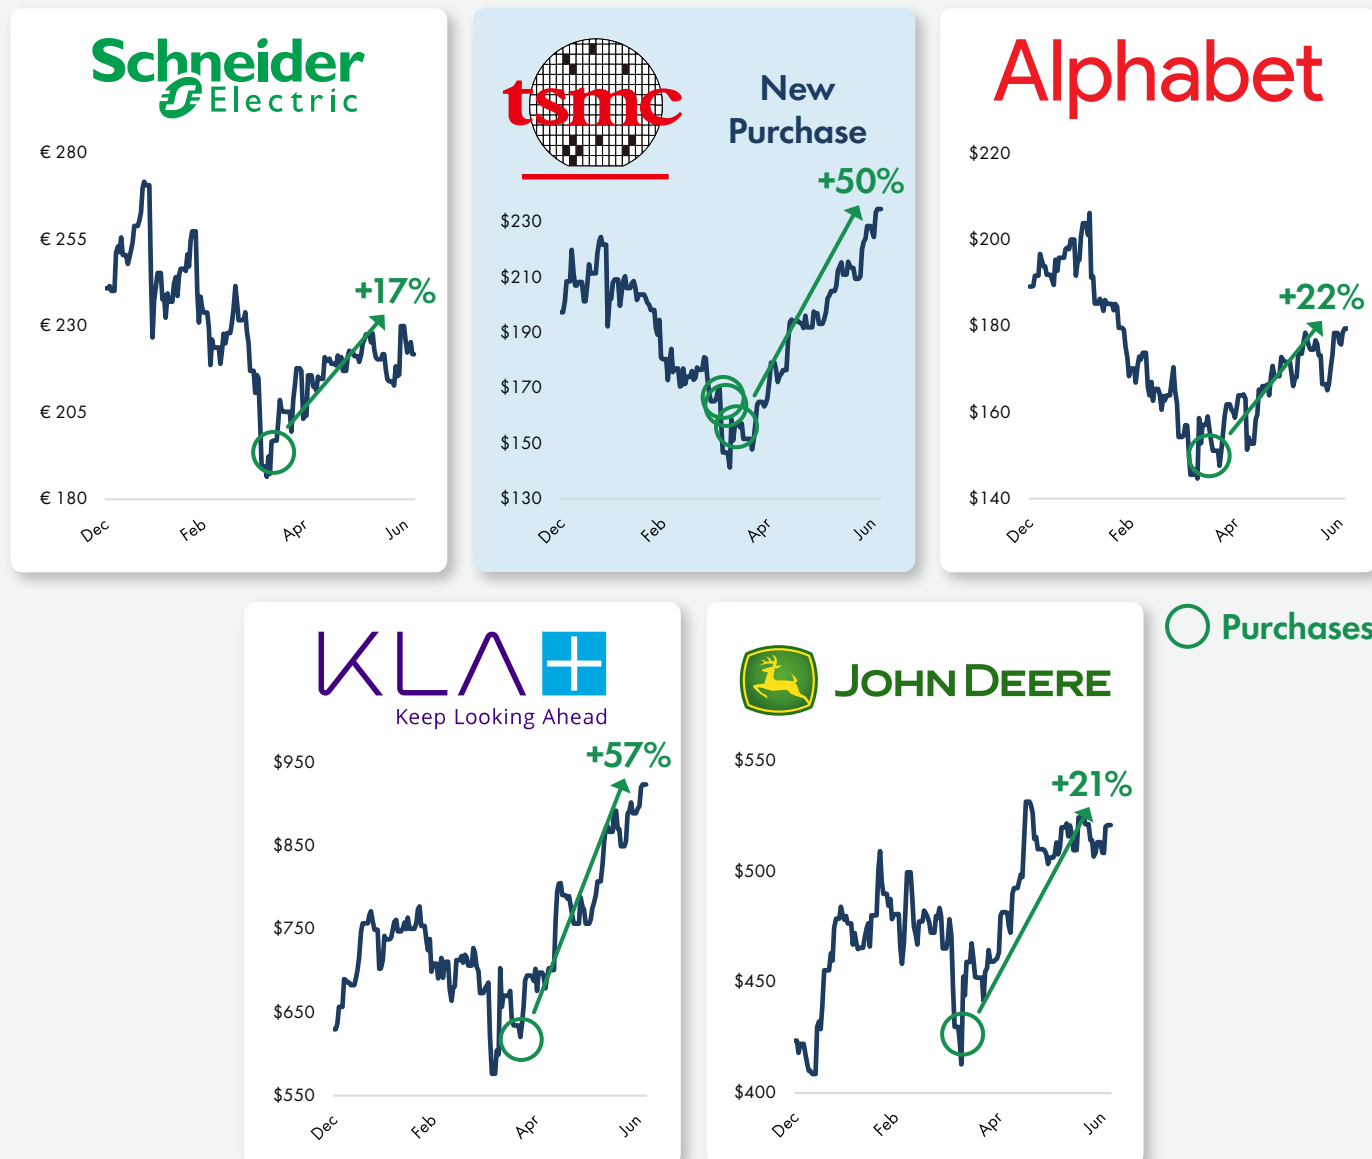 Schneider
Electric
€ 280
€ 255
€ 230
€ 205
€ 180
+17%
Dec
Feb
Apr
Jun
tsmc
New
Purchase
+50%
$230
$210
$190
$170
$150
$130
Dec
Feb
Apr
Jun
Alphabet
$220
$200
$180
$160
$140
+22%
Dec
Feb
Apr
Jun
KLA
Keep Looking Ahead
+57%
$950
$850
$750
$650
$550
Dec
Feb
Apr
Jun
JOHN DEERE
$550
$500
$450
$400
+21%
Dec
Feb
Apr
Jun
Purchases